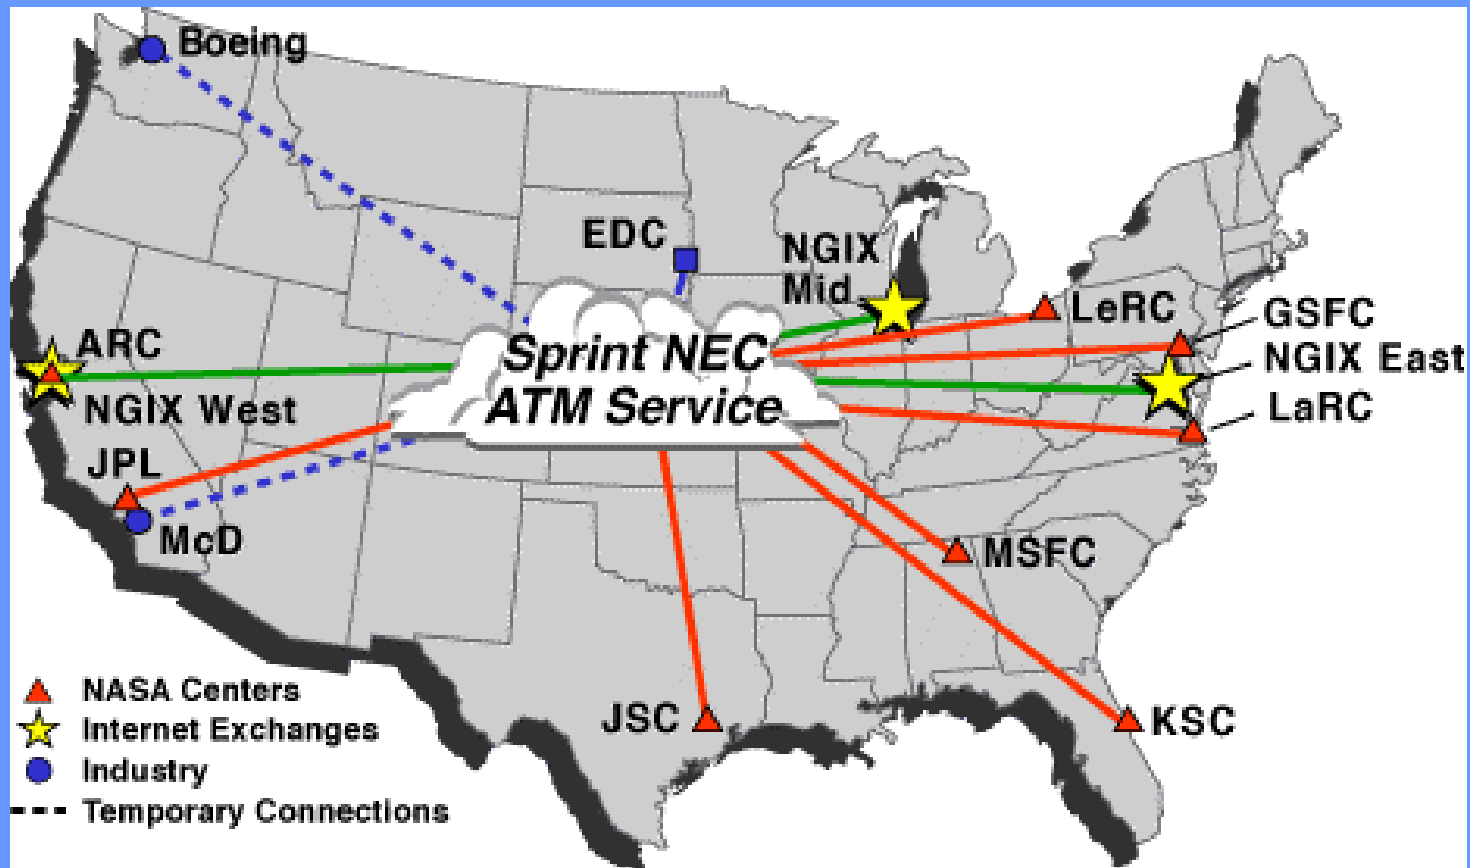 Boeing
EDC
NGIX
Mid
LeRC
GSFC
NGIX East
LaRC
ARC
NGIX West
Sprint NEC
ATM Service
JPL
McD
MSFC
JSC
KSC
NASA Centers
Internet Exchanges
Industry
Temporary Connections